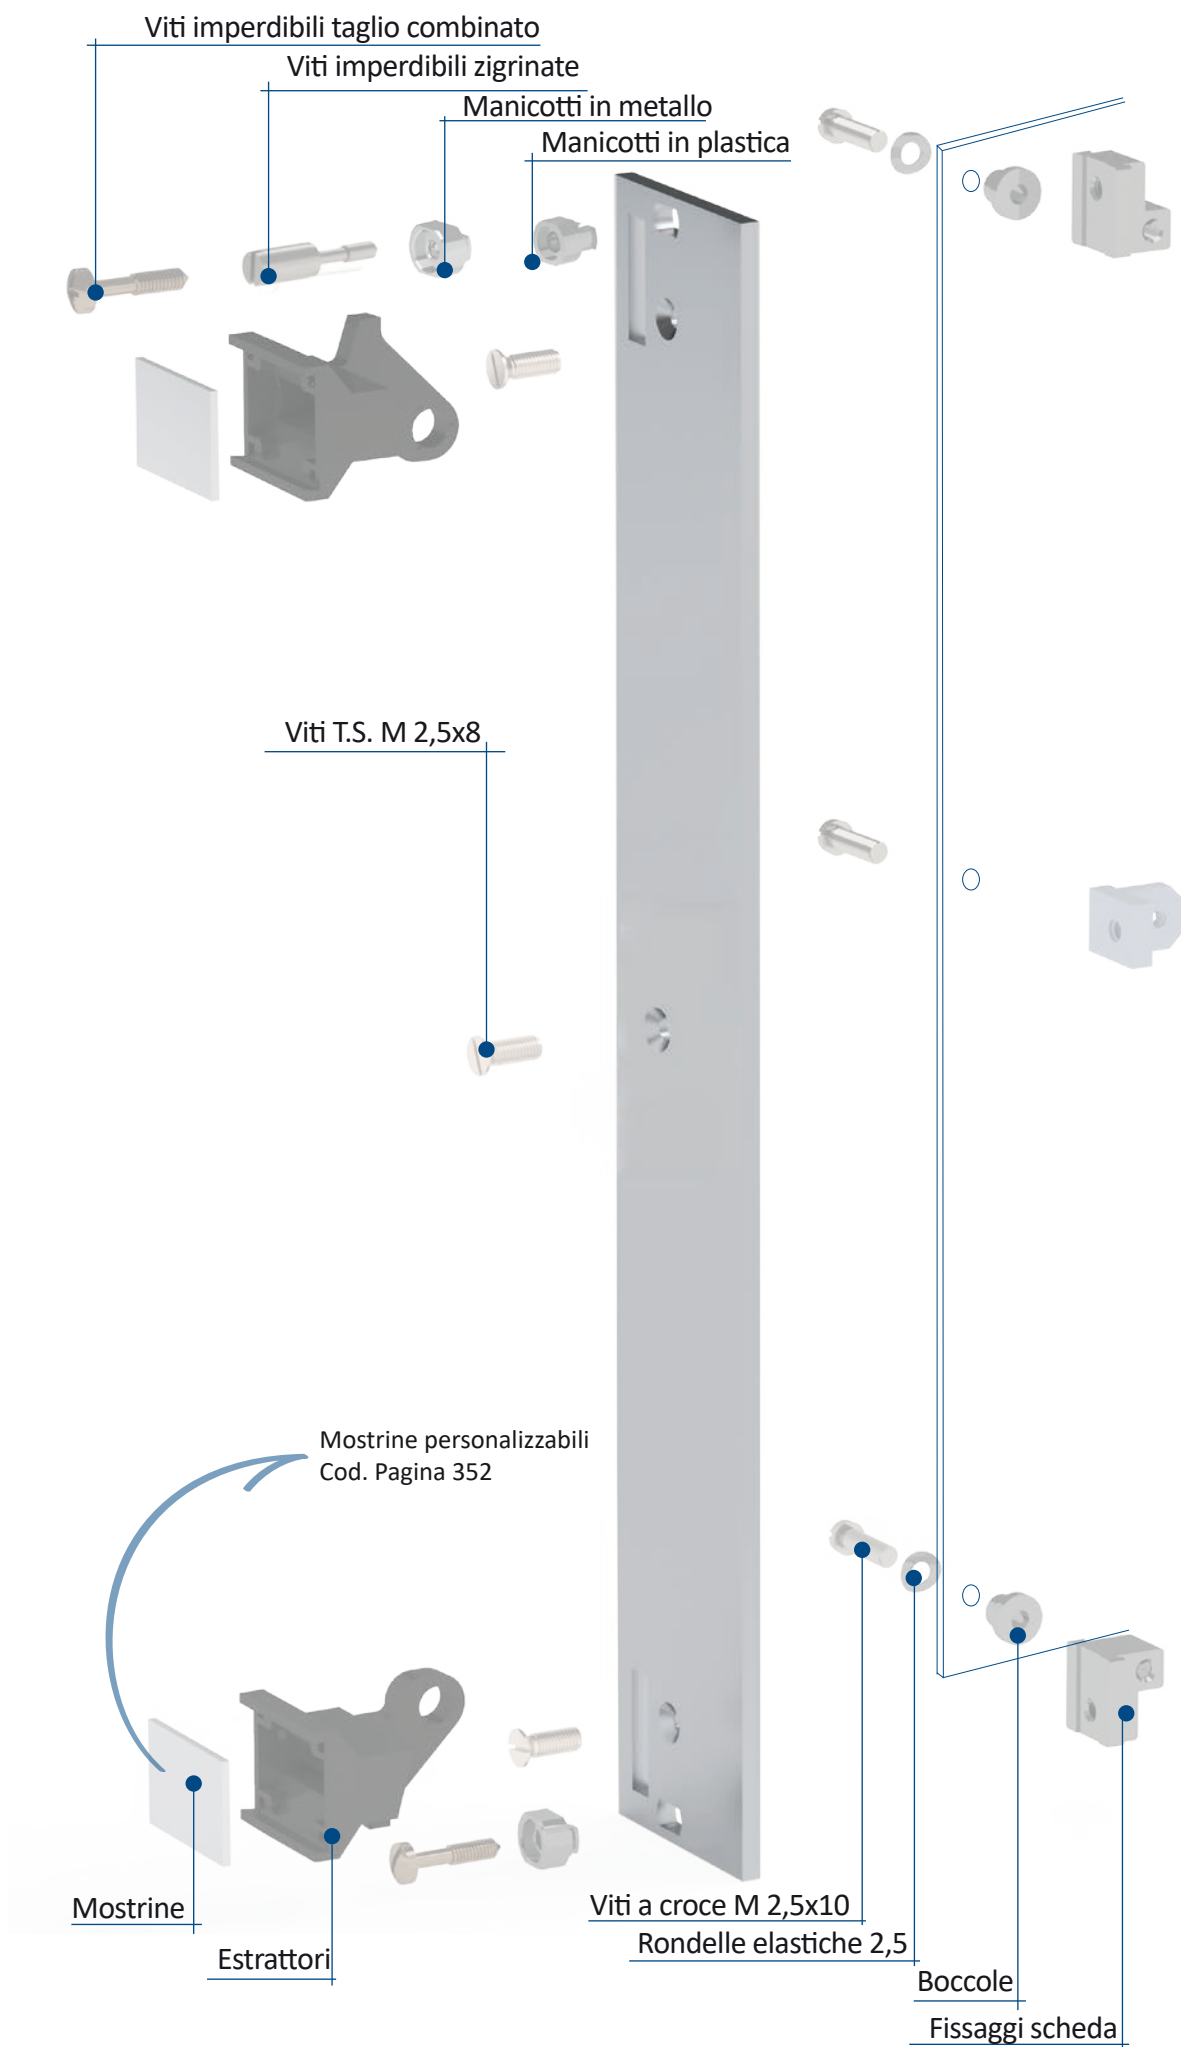 Viti imperdibili taglio combinato
Viti imperdibili zigrinate
Manicotti in metallo
Manicotti in plastica
Viti T.S. M 2,5x8
Mostrine personalizzabili
Cod. Pagina 352
Mostrine
Estrattori
Viti a croce M 2,5x10
Rondelle elastiche 2,5
Boccole
Fissaggi scheda